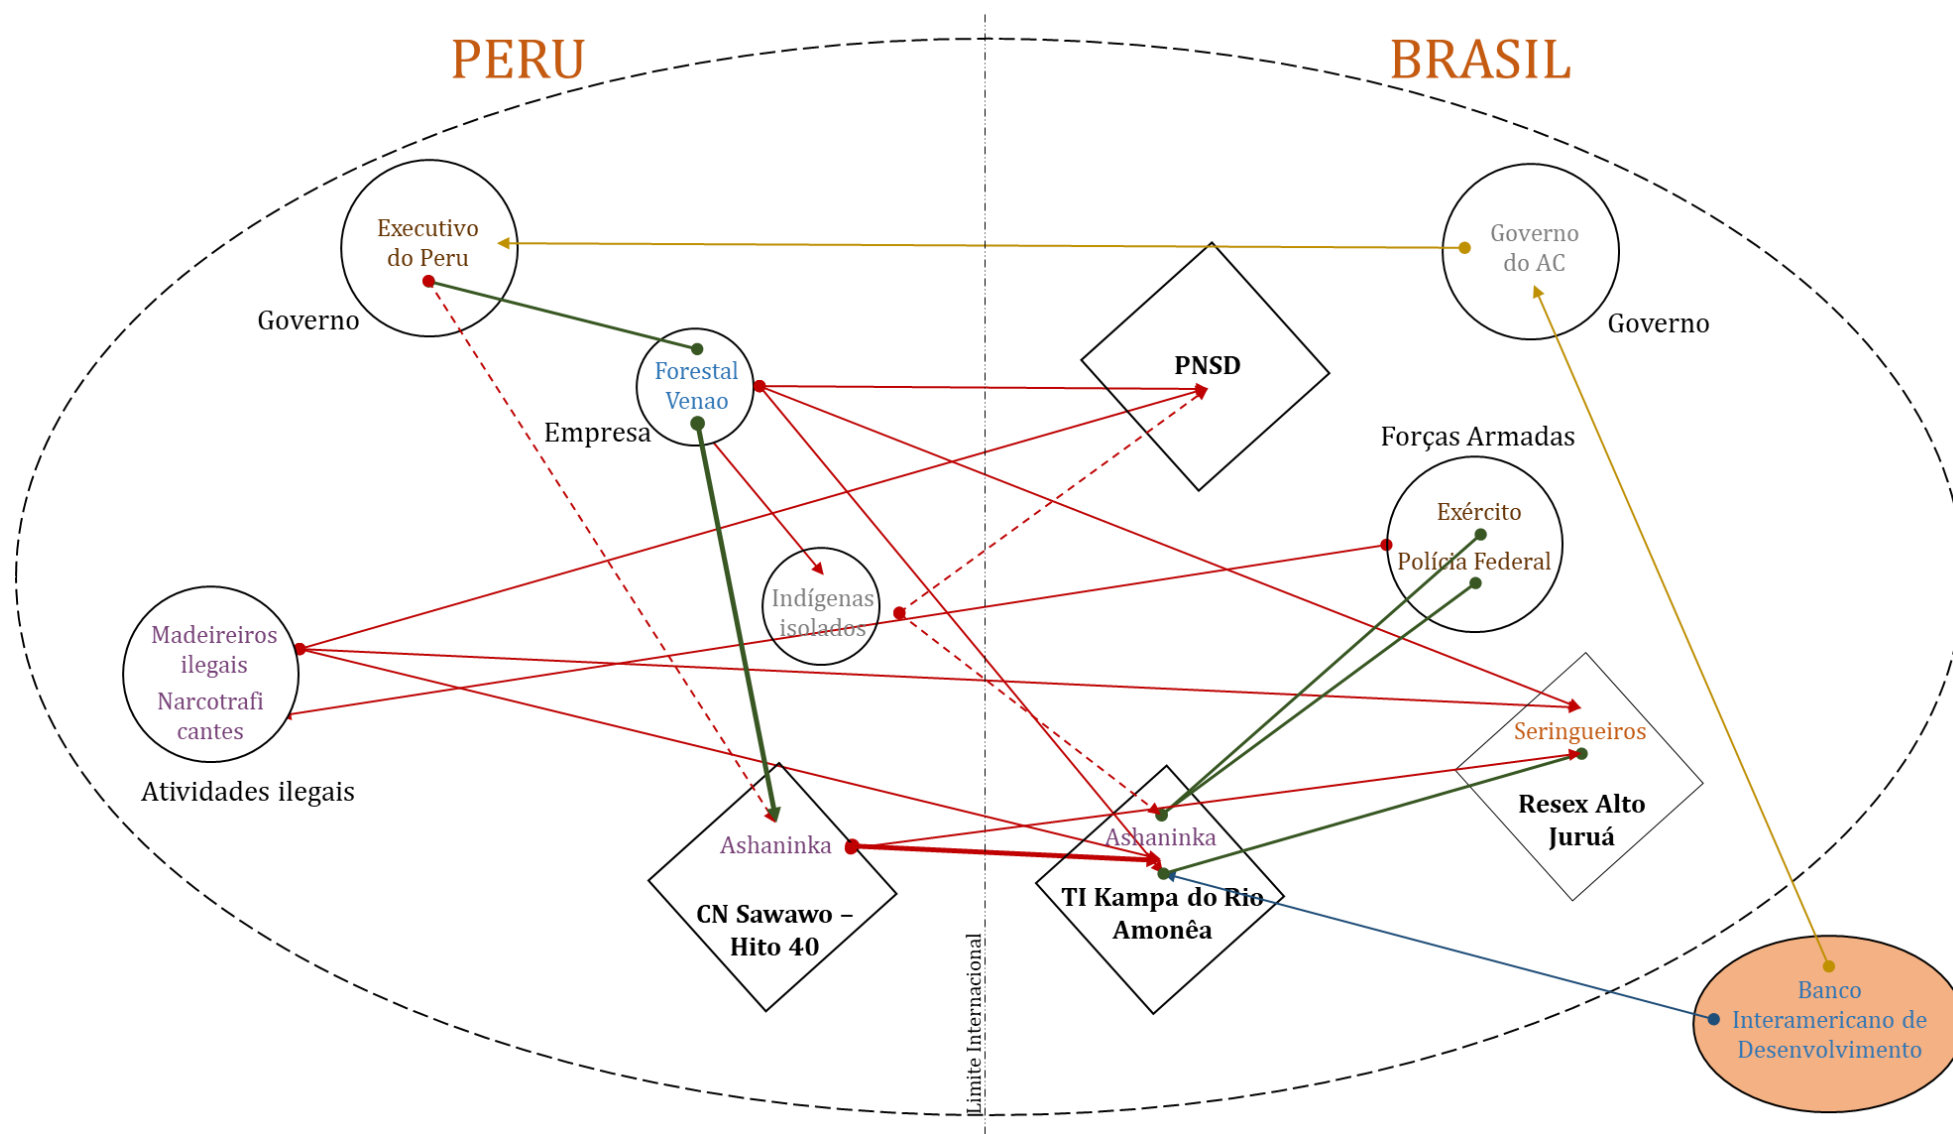 PERU
BRASIL
Executivo
do Peru
Governo
Governo
do AC
Governo
Forestal
Venao
Empresa
PNSD
Forças Armadas
Exército
Polícia Federal
Indígenas
isolados
Madeireiros
ilegais
Narcotrafi
cantes
Atividades ilegais
Seringueiros
Resex Alto
Juruá
Ashaninka
CN Sawawo –
Hito 40
Ashaninka
TI Kampa do Rio
Amonêa
Limite Internacional
Banco
Interamericano de
Desenvolvimento